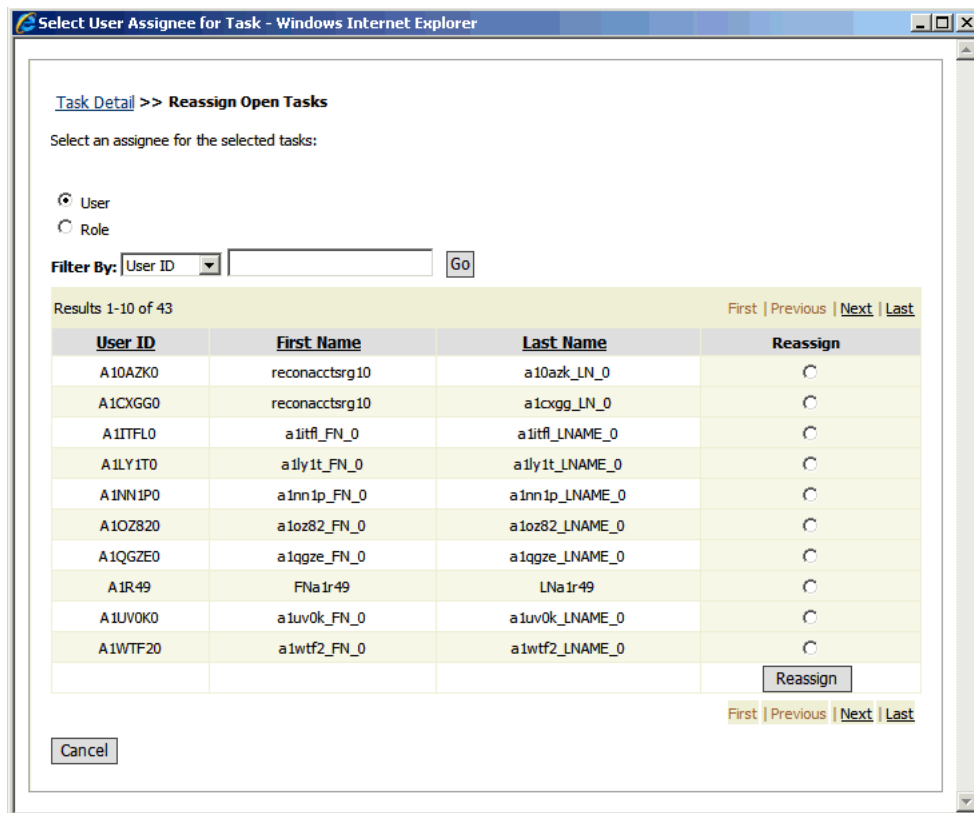 Select User Assignee for Task - Windows Internet Explorer
Task Detail >> Reassign Open Tasks
Select an assignee for the selected tasks:
User
Role
Filter By: User ID Go
Results 1-10 of 43 First | Previous | Next | Last
User ID First Name Last Name Reassign
A10AZK0 reconacctsrg10 a10azk_LN_0
A1CXGG0 reconacctsrg10 a1cxgg_LN_0
A1ITFL0 a1itfl_FN_0 a1itfl_LNAME_0
A1LY1T0 a1ly1t_FN_0 a1ly1t_LNAME_0
A1NN1P0 a1nn1p_FN_0 a1nn1p_LNAME_0
A1OZ820 a1oz82_FN_0 a1oz82_LNAME_0
A1QGZE0 a1qgze_FN_0 a1qgze_LNAME_0
A1R49 FNa1r49 LNa1r49
A1UV0K0 a1uv0k_FN_0 a1uv0k_LNAME_0
A1WTF20 a1wtf2_FN_0 a1wtf2_LNAME_0
Reassign
First | Previous | Next | Last
Cancel